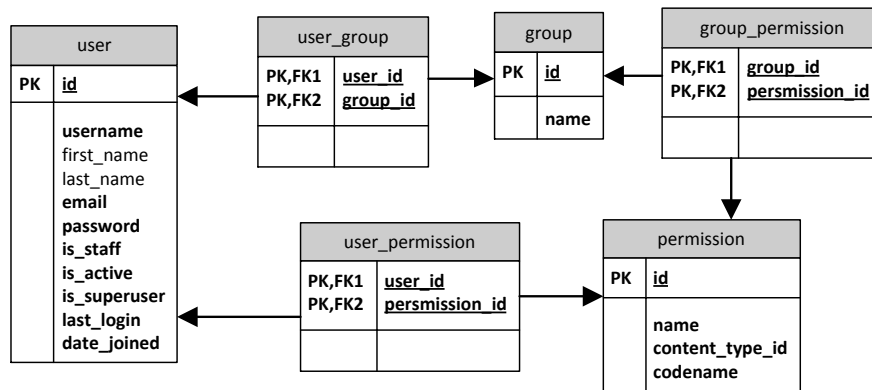 user
PK id
username
first_name
last_name
email
password
is_staff
is_active
is_superuser
last_login
date_joined
user_group
PK,FK1 user_id
PK,FK2 group_id
group
PK id
name
group_permission
PK,FK1 group_id
PK,FK2 persmission_id
user_permission
PK,FK1 user_id
PK,FK2 persmission_id
permission
PK id
name
content_type_id
codename